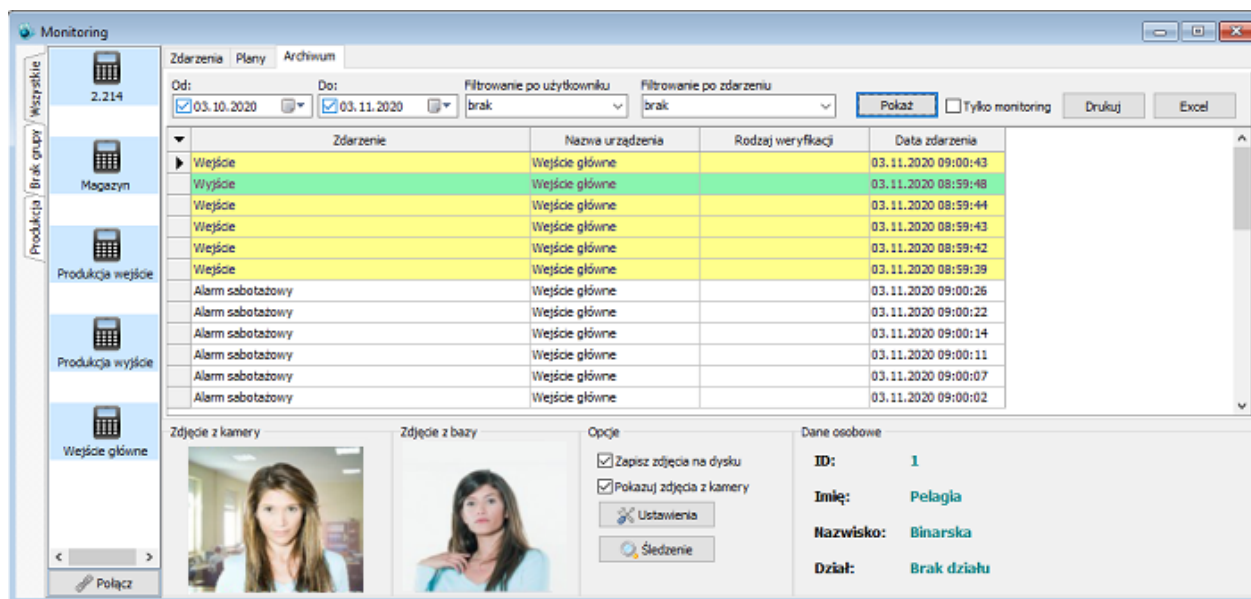 Monitoring
Wszystkie
Brak grupy
Produkcja
2.214
Magazyn
Produkcja wejście
Produkcja wyjście
Wejście główne
Połącz
Zdarzenia Plany Archiwum
Od: Do: Filtrowanie po użytkowniku Filtrowanie po zdarzeniu
03.10.2020 03.11.2020 brak brak Pokaż Tylko monitoring Drukuj Excel
Zdarzenie Nazwa urządzenia Rodzaj weryfikacji Data zdarzenia
Wejście Wejście główne 03.11.2020 09:00:43
Wyjście Wejście główne 03.11.2020 08:59:48
Wejście Wejście główne 03.11.2020 08:59:44
Wejście Wejście główne 03.11.2020 08:59:43
Wejście Wejście główne 03.11.2020 08:59:42
Wejście Wejście główne 03.11.2020 08:59:39
Alarm sabotażowy Wejście główne 03.11.2020 09:00:26
Alarm sabotażowy Wejście główne 03.11.2020 09:00:22
Alarm sabotażowy Wejście główne 03.11.2020 09:00:14
Alarm sabotażowy Wejście główne 03.11.2020 09:00:11
Alarm sabotażowy Wejście główne 03.11.2020 09:00:07
Alarm sabotażowy Wejście główne 03.11.2020 09:00:02
Zdjęcie z kamery Zdjęcie z bazy Opcje Dane osobowe
Zapisz zdjęcia na dysku
Pokazuj zdjęcia z kamery
Ustawienia
Śledzenie
ID: 1
Imię: Pelagia
Nazwisko: Binarska
Dział: Brak działu